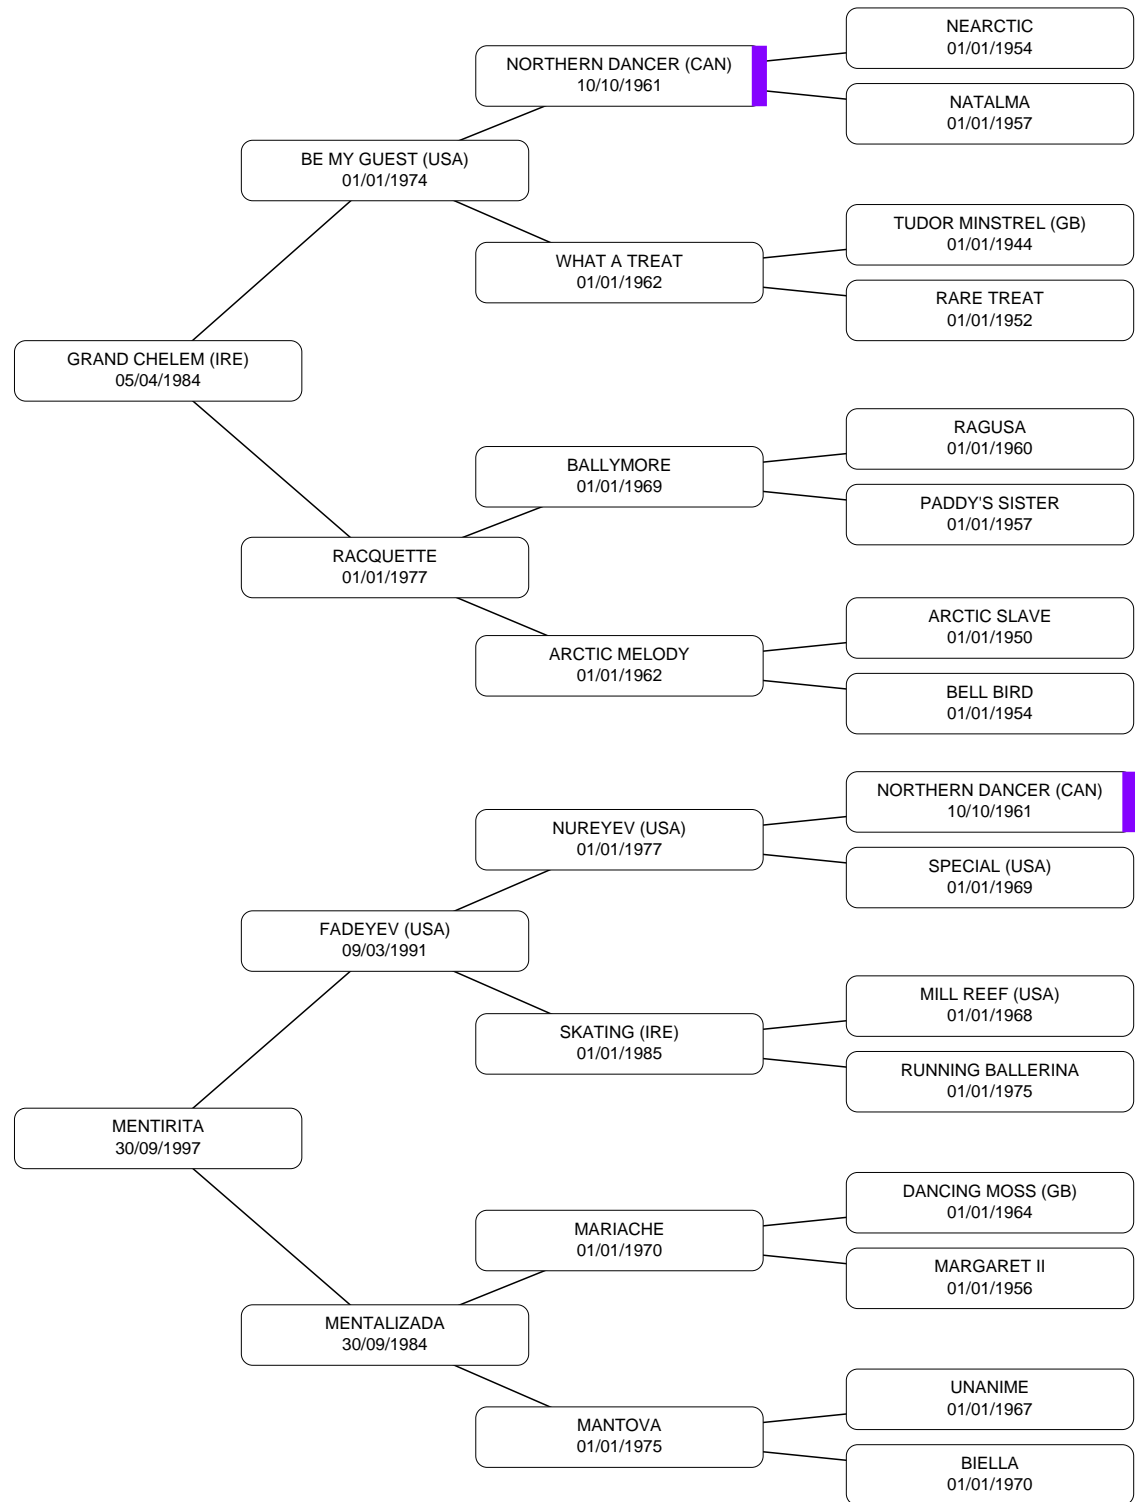 NEARCTIC
01/01/1954
NORTHERN DANCER (CAN)
10/10/1961
NATALMA
01/01/1957
BE MY GUEST (USA)
01/01/1974
TUDOR MINSTREL (GB)
01/01/1944
WHAT A TREAT
01/01/1962
RARE TREAT
01/01/1952
GRAND CHELEM (IRE)
05/04/1984
RAGUSA
01/01/1960
BALLYMORE
01/01/1969
PADDY'S SISTER
01/01/1957
RACQUETTE
01/01/1977
ARCTIC SLAVE
01/01/1950
ARCTIC MELODY
01/01/1962
BELL BIRD
01/01/1954
NORTHERN DANCER (CAN)
10/10/1961
NUREYEV (USA)
01/01/1977
SPECIAL (USA)
01/01/1969
FADEYEV (USA)
09/03/1991
MILL REEF (USA)
01/01/1968
SKATING (IRE)
01/01/1985
RUNNING BALLERINA
01/01/1975
MENTIRITA
30/09/1997
DANCING MOSS (GB)
01/01/1964
MARIACHE
01/01/1970
MARGARET II
01/01/1956
MENTALIZADA
30/09/1984
UNANIME
01/01/1967
MANTOVA
01/01/1975
BIELLA
01/01/1970